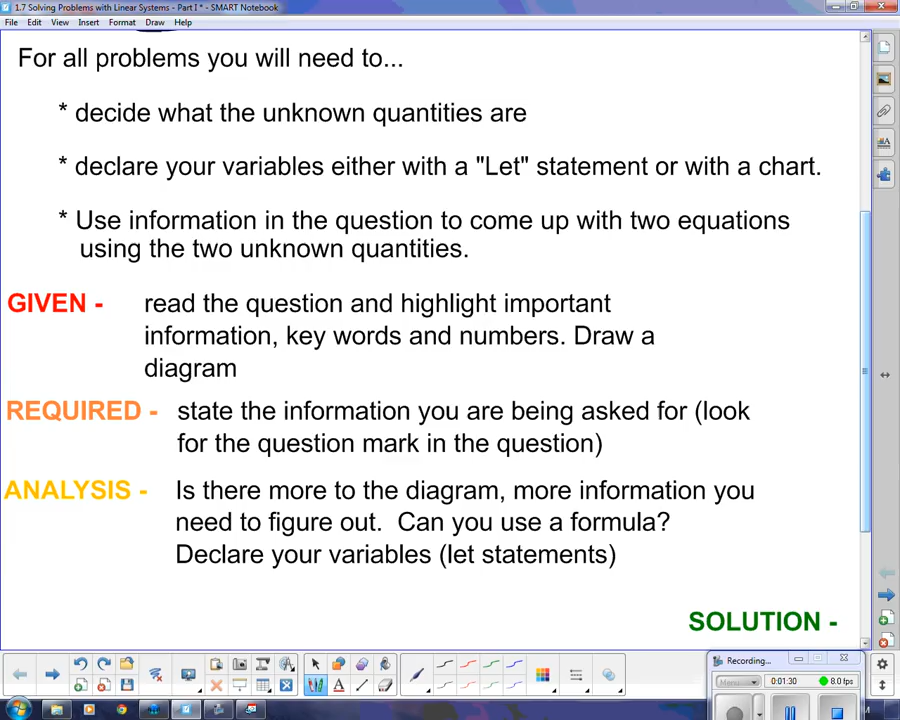 1.7 Solving Problems with Linear Systems - Part I * - SMART Notebook
File Edit View Insert Format Draw Help
For all problems you will need to...
* decide what the unknown quantities are
* declare your variables either with a "Let" statement or with a chart.
* Use information in the question to come up with two equations
using the two unknown quantities.
GIVEN - read the question and highlight important
information, key words and numbers. Draw a
diagram
REQUIRED - state the information you are being asked for (look
for the question mark in the question)
ANALYSIS - Is there more to the diagram, more information you
need to figure out. Can you use a formula?
Declare your variables (let statements)
SOLUTION -
Recording...
Menu
0:01:30
8.0 fps